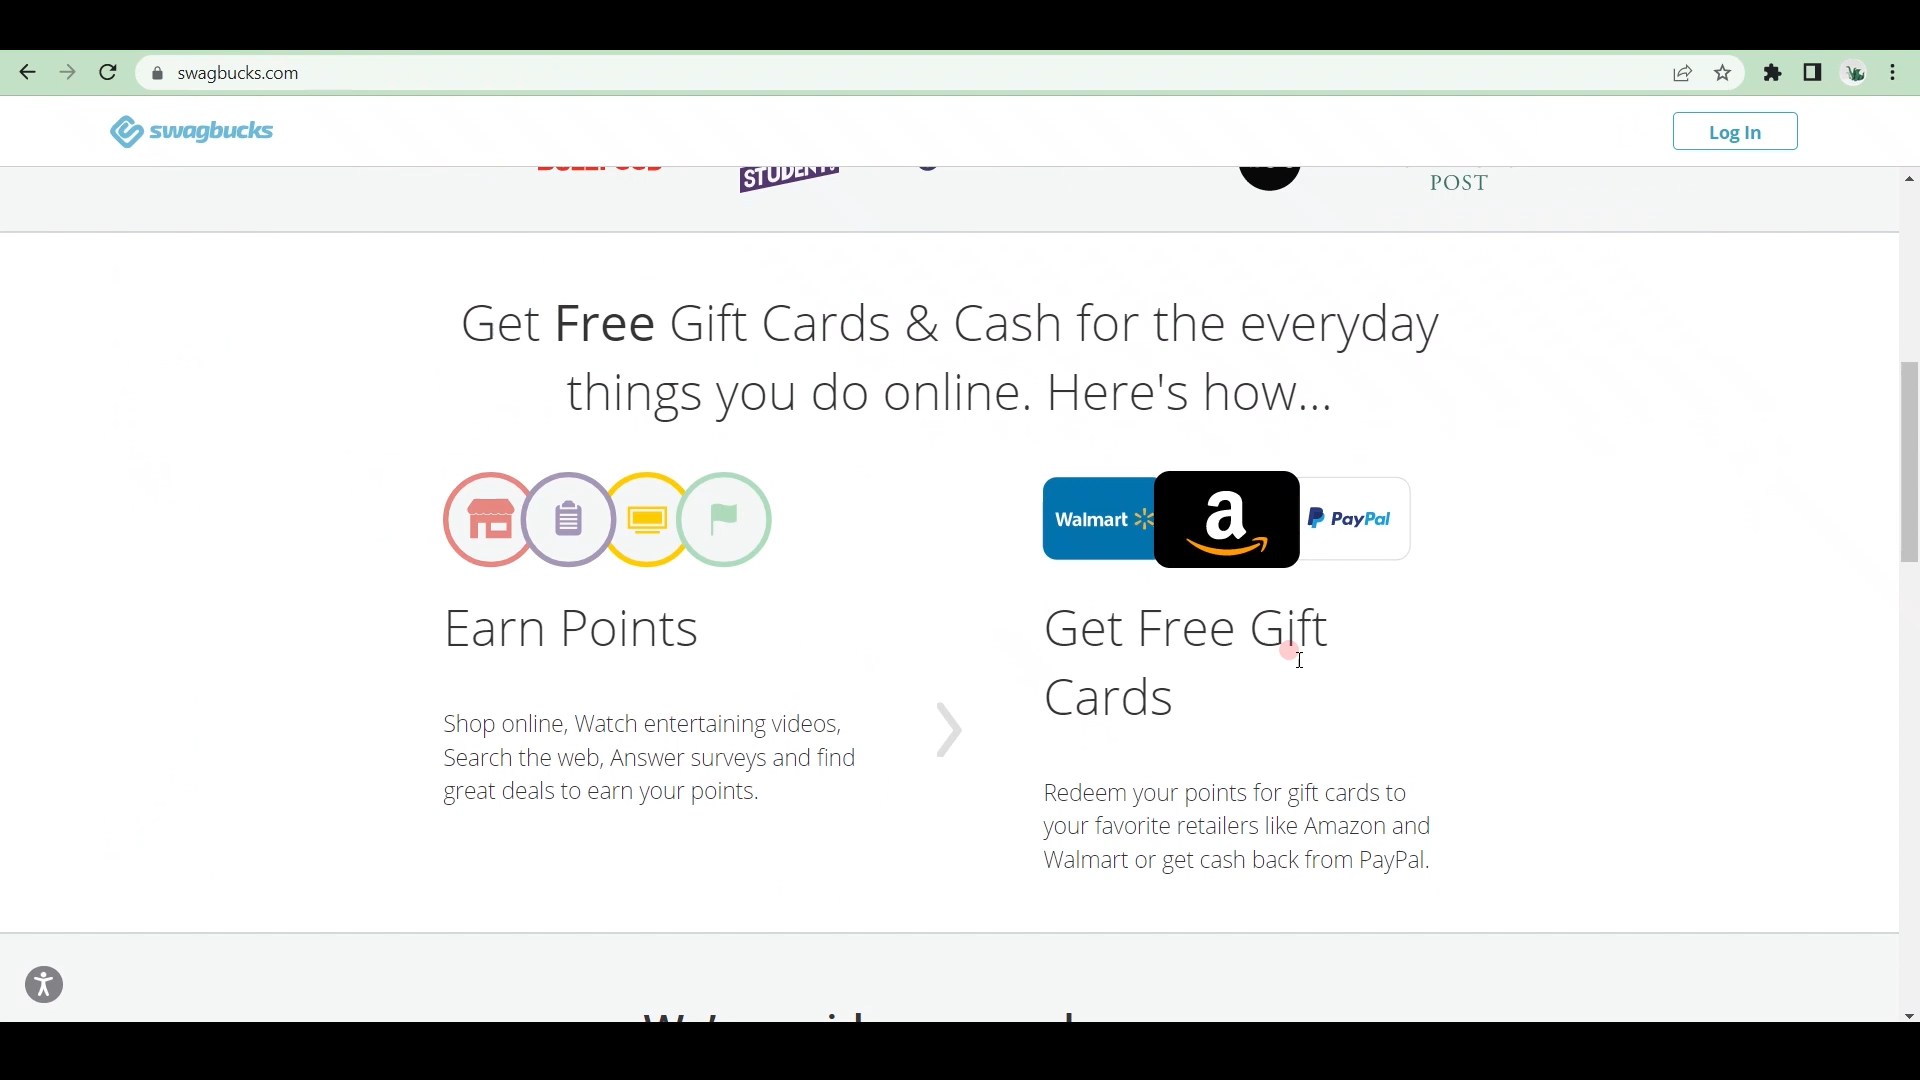 swagbucks.com
swagbucks
Log In
POST
Get Free Gift Cards & Cash for the everyday
things you do online. Here's how...
Walmart
a
PayPal
Earn Points
Get Free Gift
Cards
Shop online, Watch entertaining videos,
Search the web, Answer surveys and find
great deals to earn your points.
Redeem your points for gift cards to
your favorite retailers like Amazon and
Walmart or get cash back from PayPal.